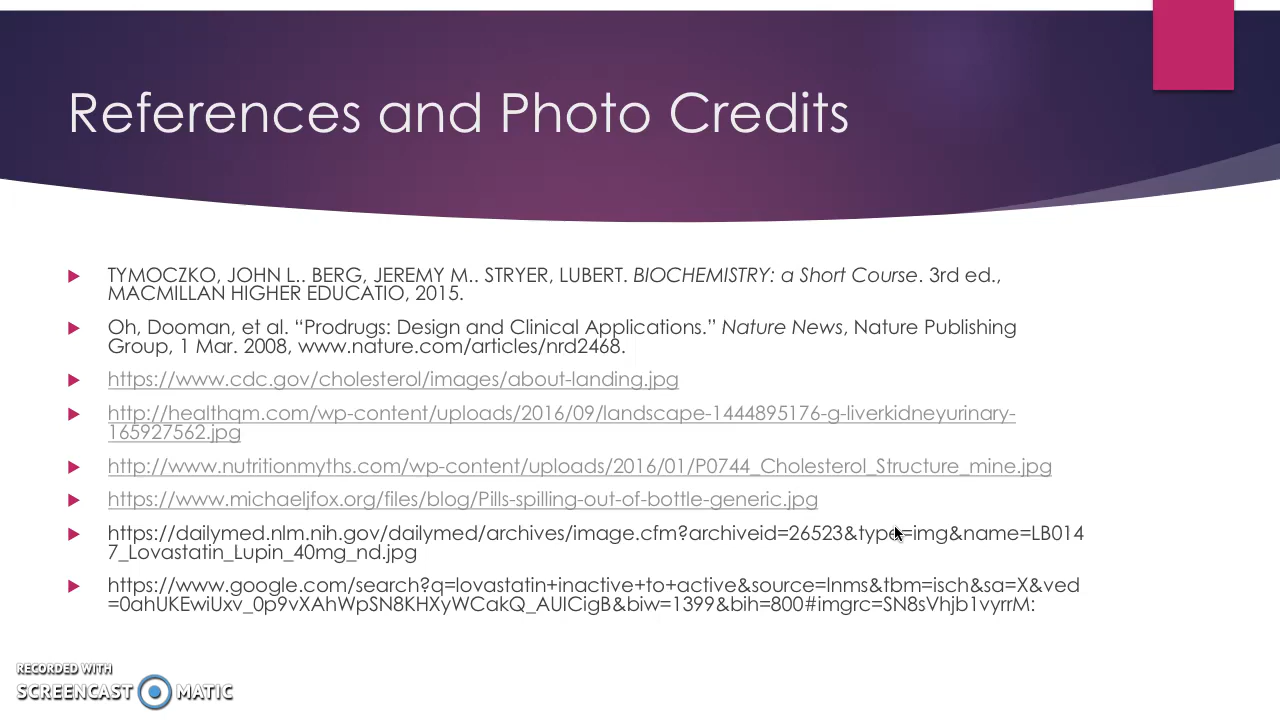 References and Photo Credits
TYMOCZKO, JOHN L.. BERG, JEREMY M.. STRYER, LUBERT. BIOCHEMISTRY: a Short Course. 3rd ed.,
MACMILLAN HIGHER EDUCATIO, 2015.
Oh, Dooman, et al. “Prodrugs: Design and Clinical Applications.” Nature News, Nature Publishing
Group, 1 Mar. 2008, www.nature.com/articles/nrd2468.
https://www.cdc.gov/cholesterol/images/about-landing.jpg
http://healthqm.com/wp-content/uploads/2016/09/landscape-1444895176-g-liverkidneyurinary-
165927562.jpg
http://www.nutritionmyths.com/wp-content/uploads/2016/01/P0744_Cholesterol_Structure_mine.jpg
https://www.michaeljfox.org/files/blog/Pills-spilling-out-of-bottle-generic.jpg
https://dailymed.nlm.nih.gov/dailymed/archives/image.cfm?archiveid=26523&type=img&name=LB014
7_Lovastatin_Lupin_40mg_nd.jpg
https://www.google.com/search?q=lovastatin+inactive+to+active&source=lnms&tbm=isch&sa=X&ved
=0ahUKEwiUxv_0p9vXAhWpSN8KHXyWCakQ_AUICigB&biw=1399&bih=800#imgrc=SN8sVhjb1vyrrM:
RECORDED WITH
SCREENCAST MATIC